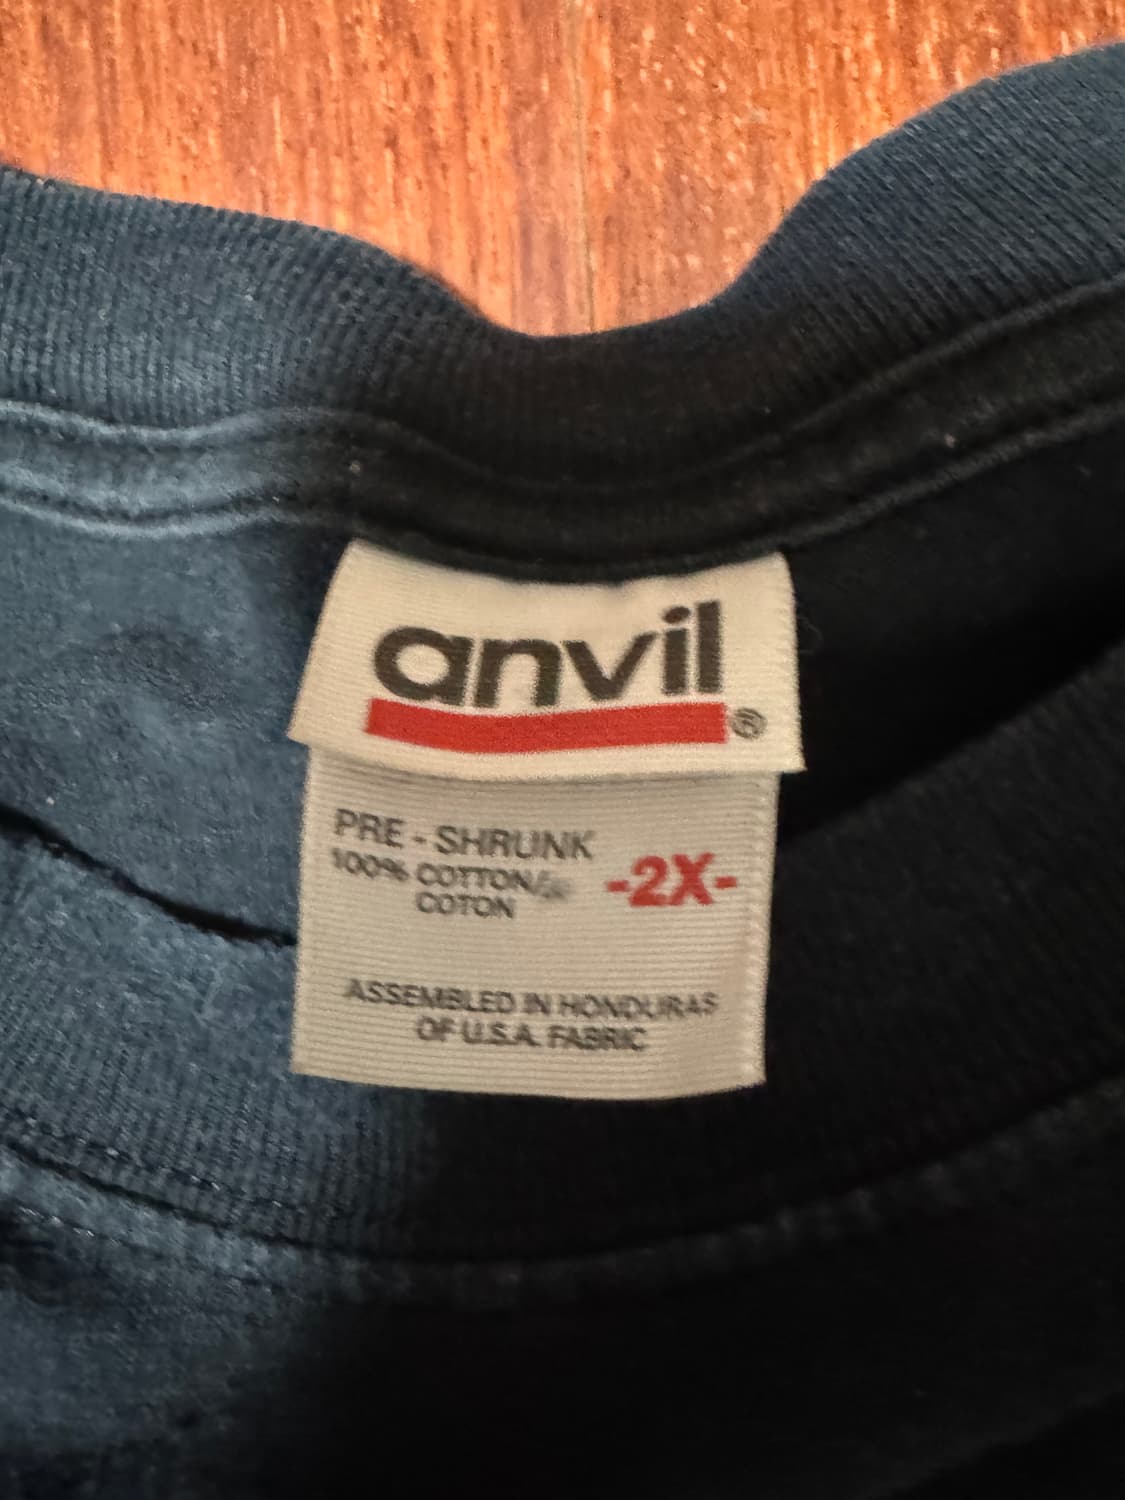 anvil®
PRE - SHRUNK
100% COTTON/
COTON
-2X-
ASSEMBLED IN HONDURAS
OF U.S.A. FABRIC